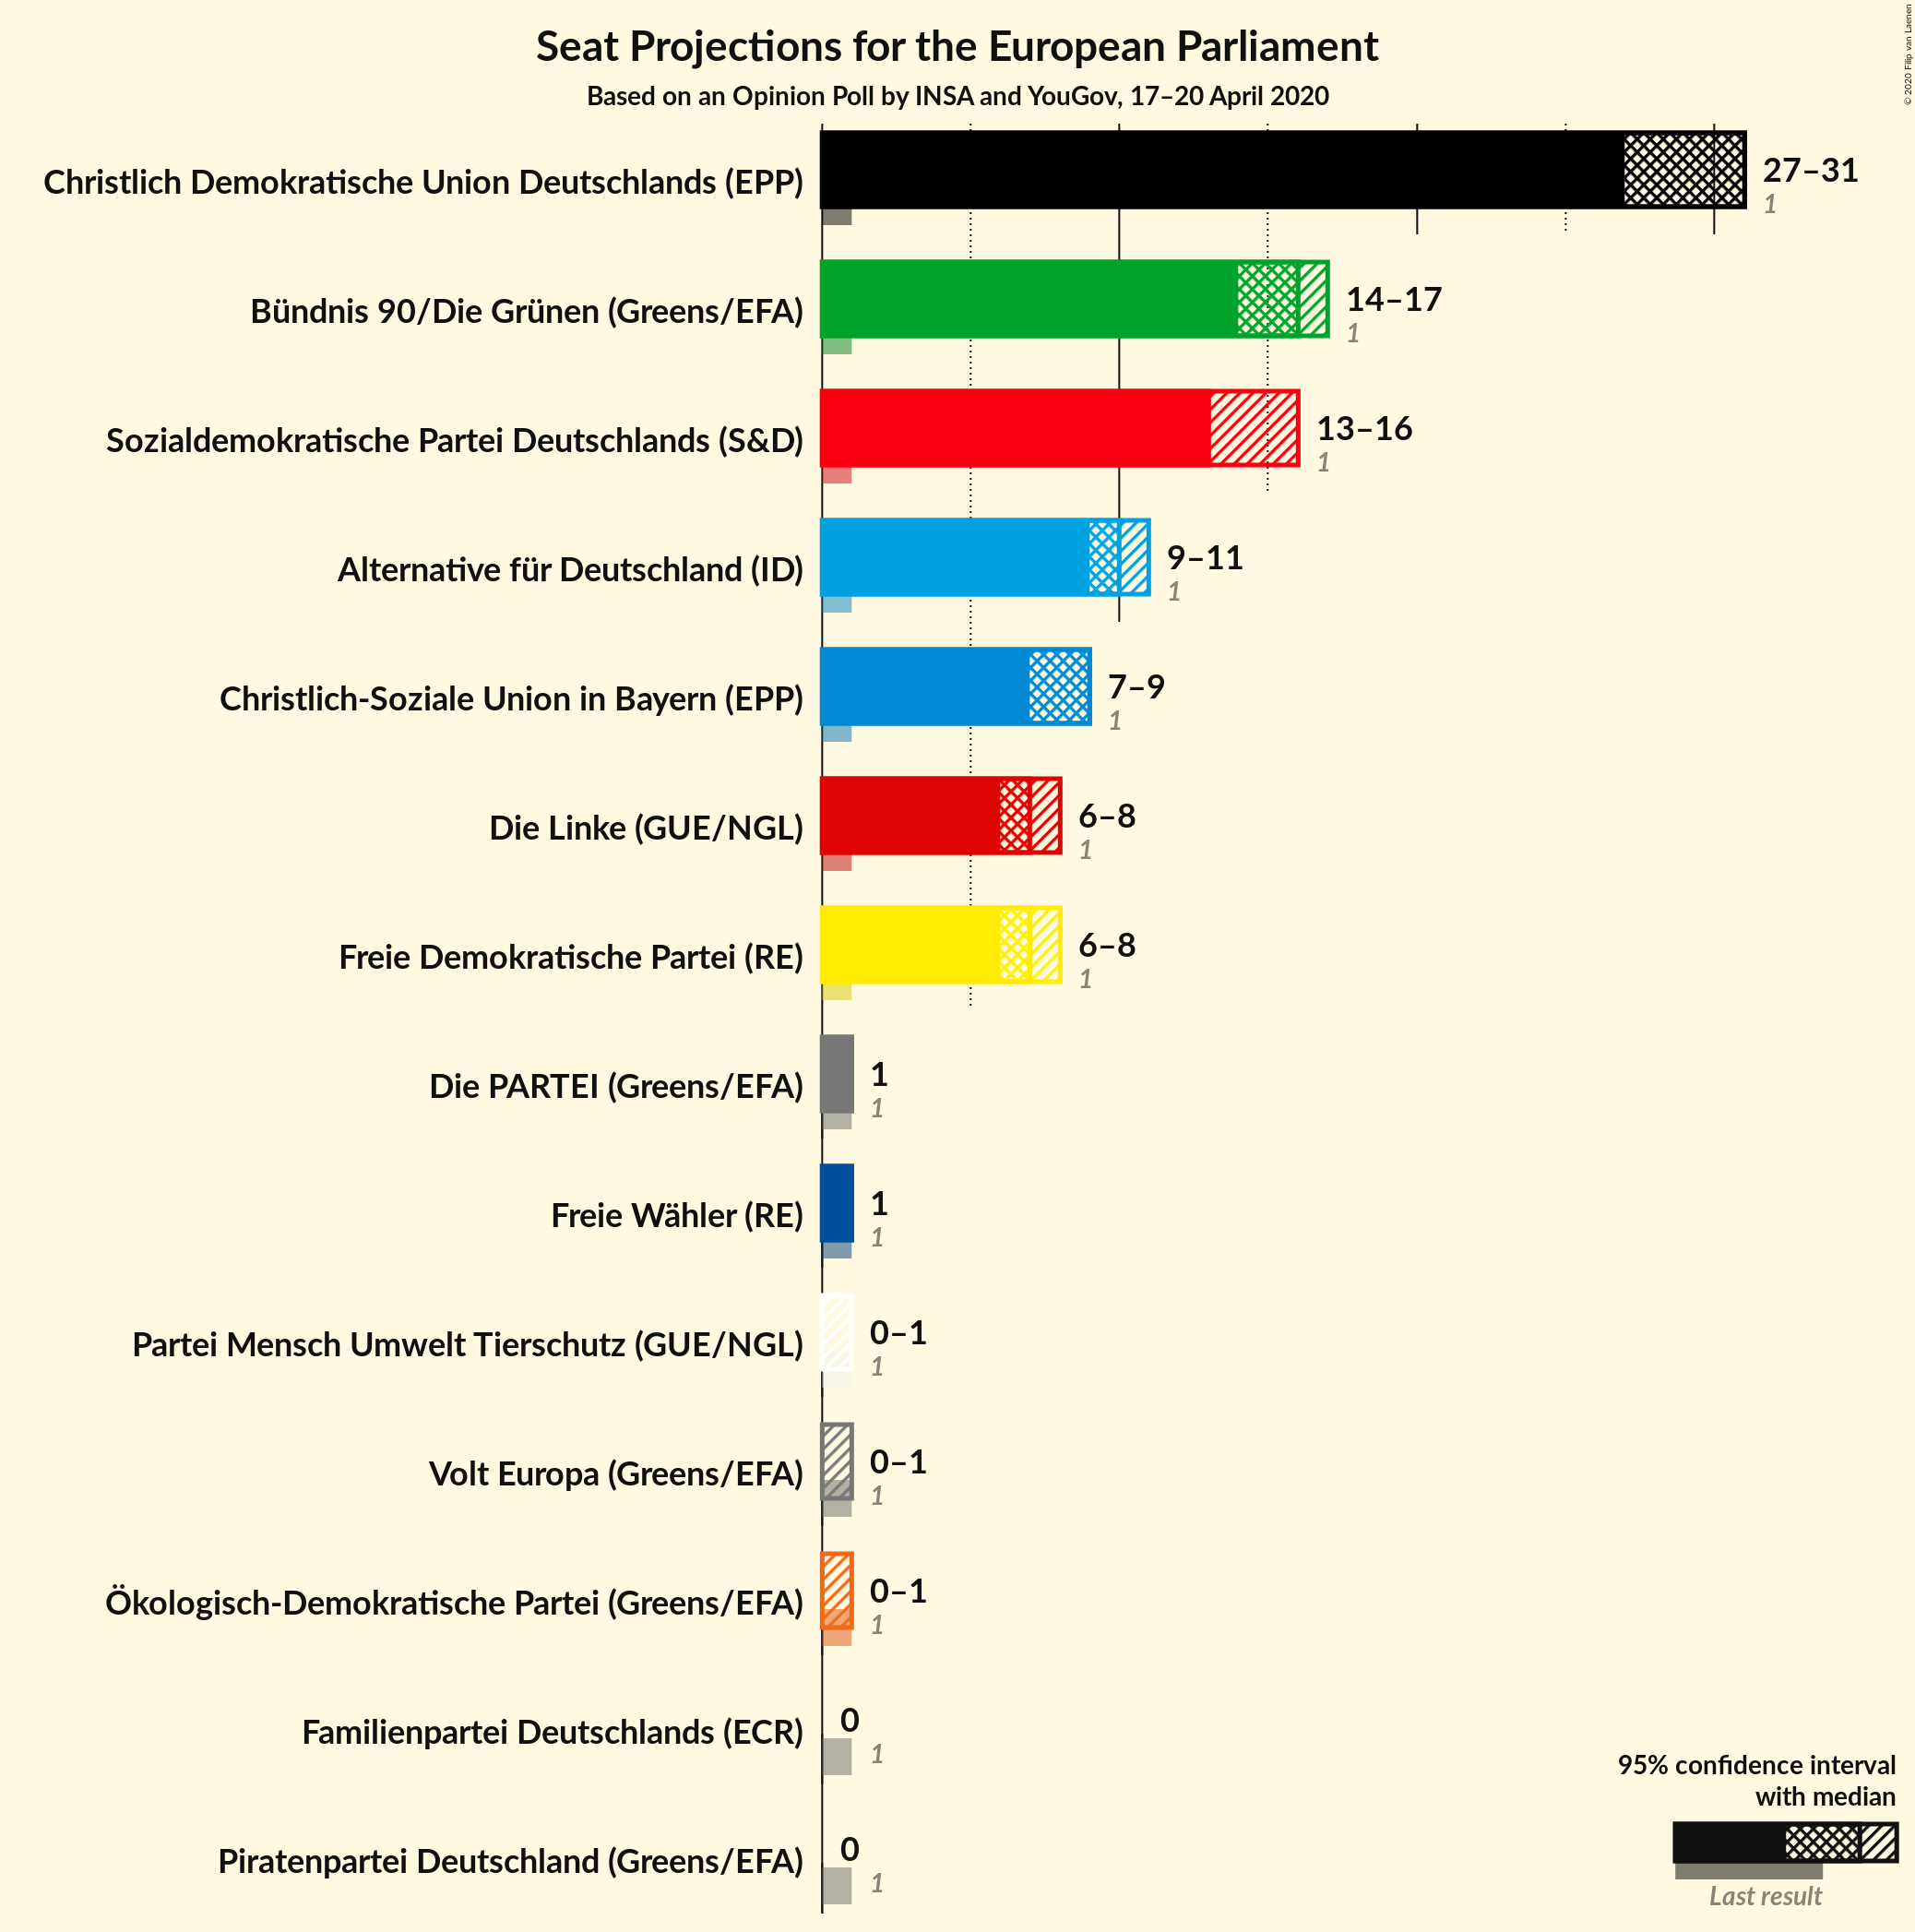 Seat Projections for the European Parliament
Based on an Opinion Poll by INSA and YouGov, 17–20 April 2020
© 2020 Filip van Laenen
Christlich Demokratische Union Deutschlands (EPP)
27–31
1
Bündnis 90/Die Grünen (Greens/EFA)
14–17
1
Sozialdemokratische Partei Deutschlands (S&D)
13–16
1
Alternative für Deutschland (ID)
9–11
1
Christlich-Soziale Union in Bayern (EPP)
7–9
1
Die Linke (GUE/NGL)
6–8
1
Freie Demokratische Partei (RE)
6–8
1
Die PARTEI (Greens/EFA)
1
1
Freie Wähler (RE)
1
1
Partei Mensch Umwelt Tierschutz (GUE/NGL)
0–1
1
Volt Europa (Greens/EFA)
0–1
1
Ökologisch-Demokratische Partei (Greens/EFA)
0–1
1
Familienpartei Deutschlands (ECR)
0
1
Piratenpartei Deutschland (Greens/EFA)
0
1
95% confidence interval
with median
Last result